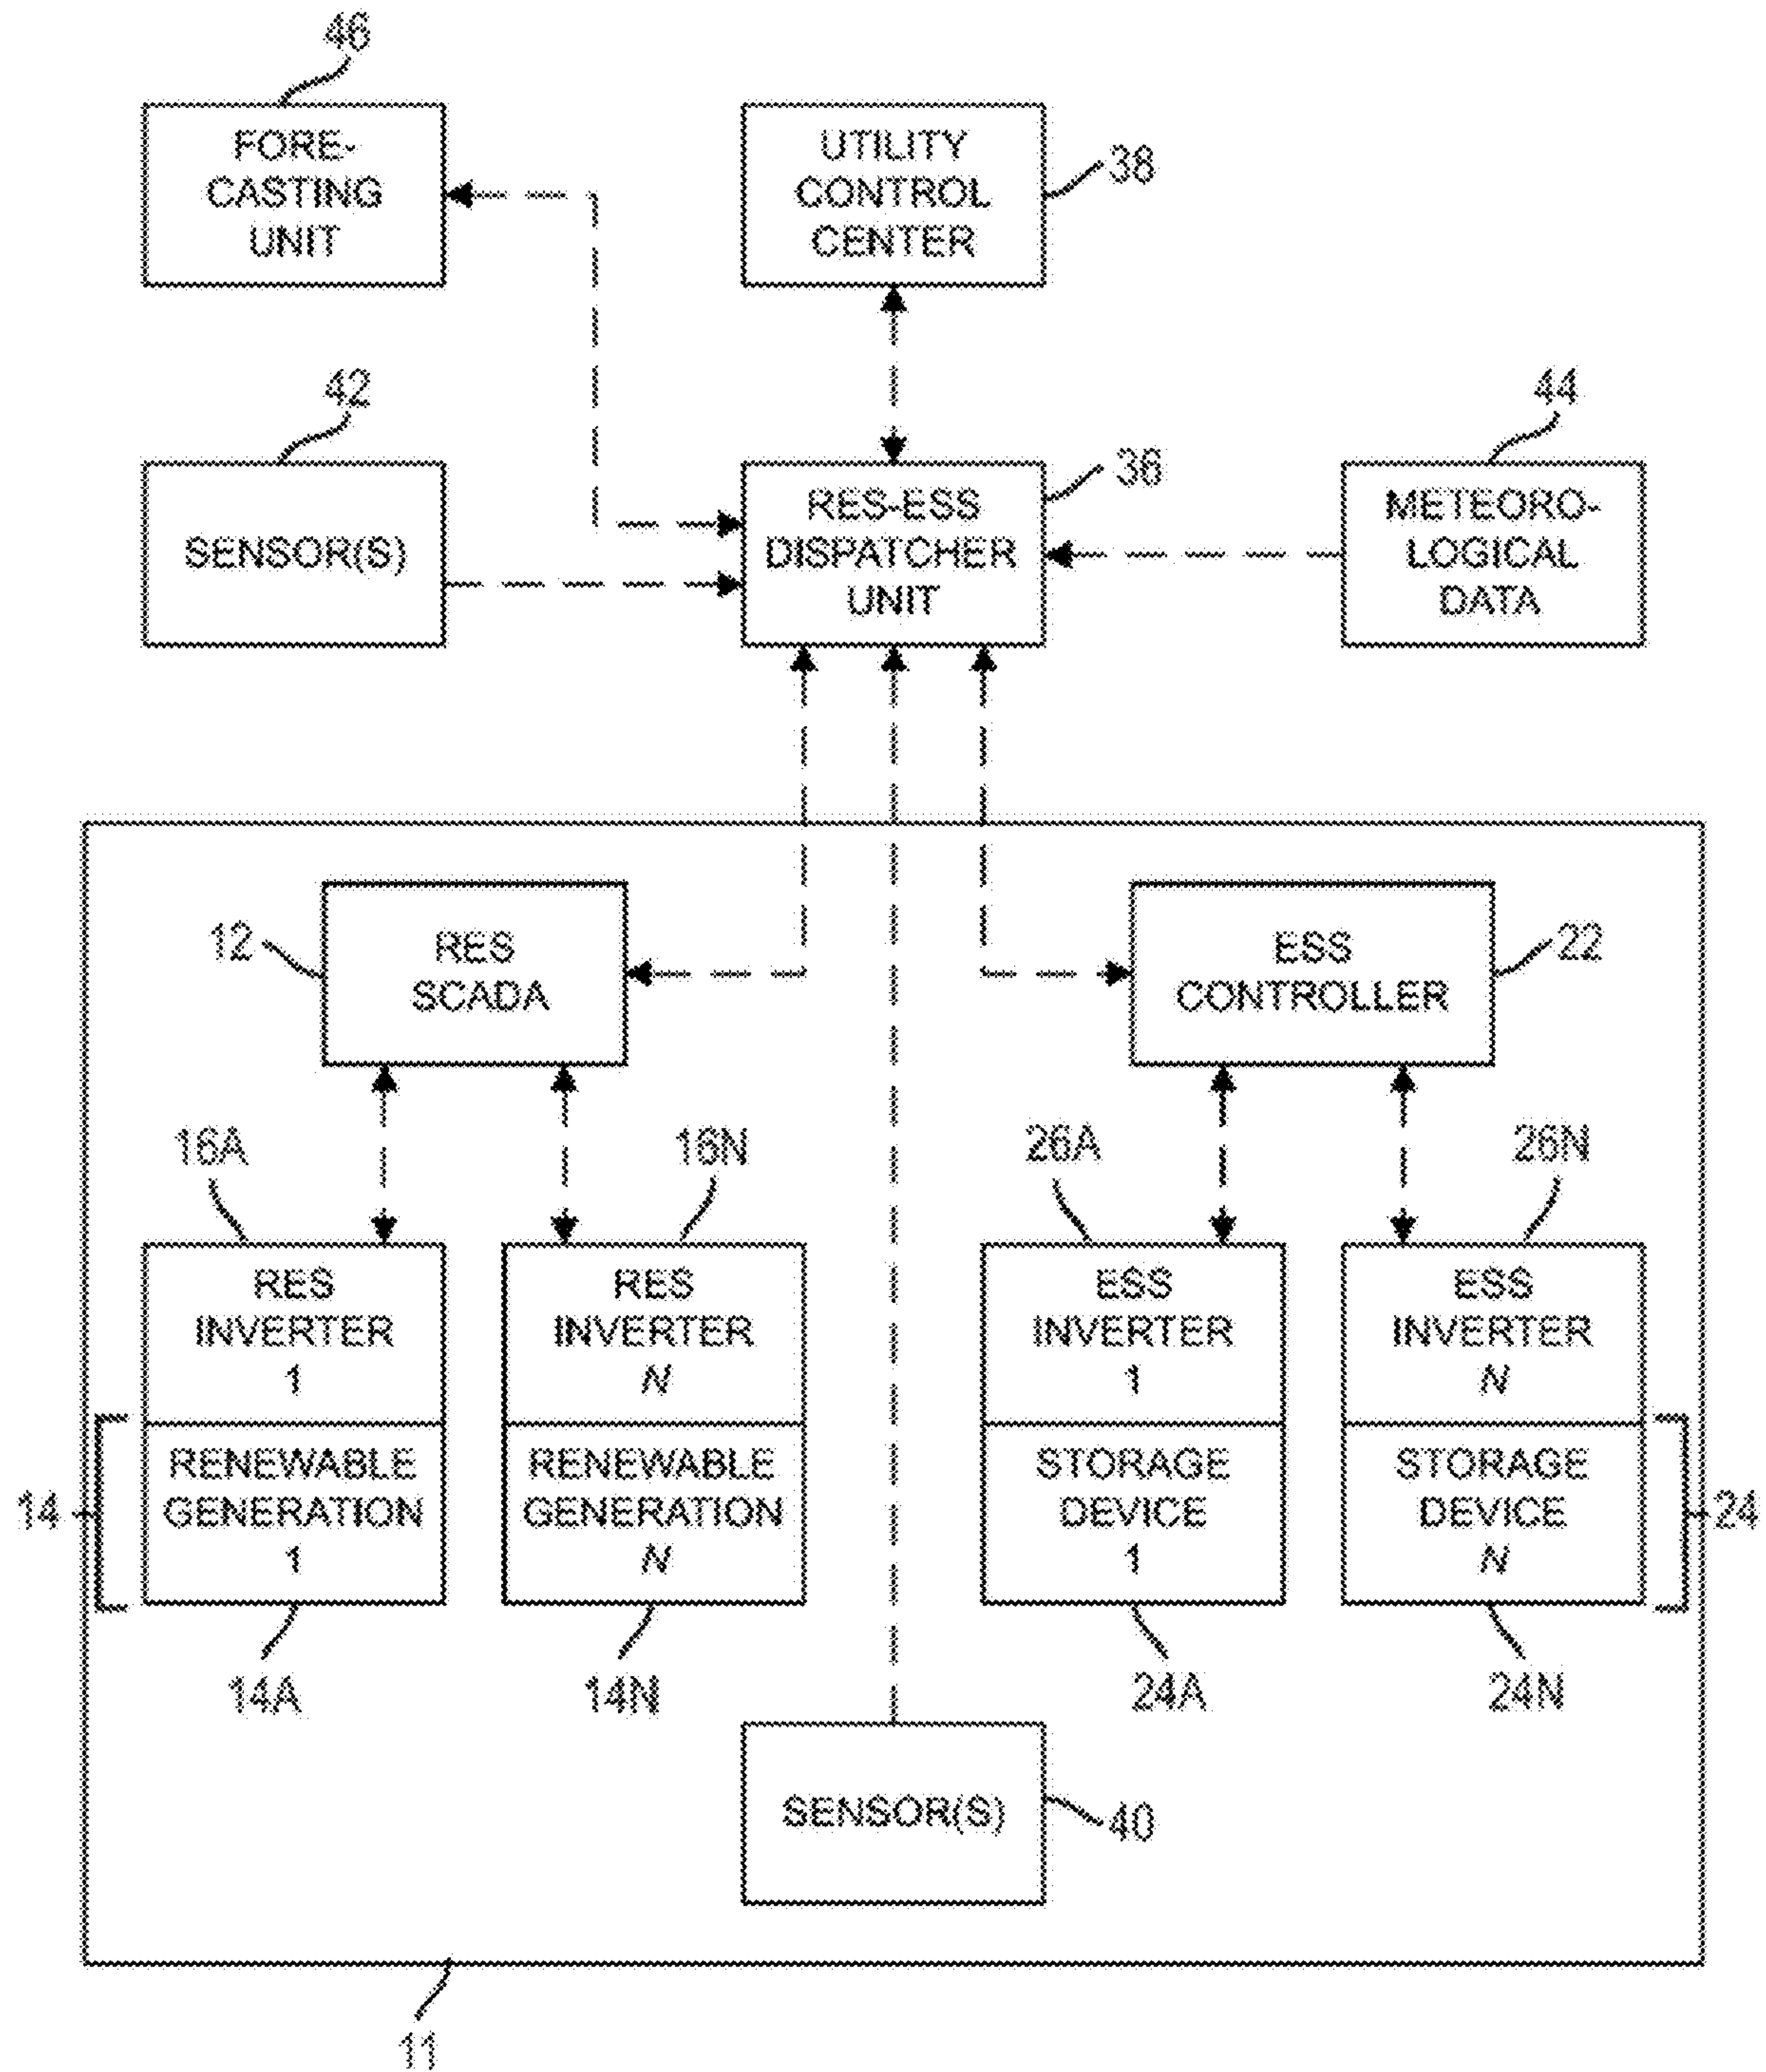 46
FORE-
CASTING
UNIT
UTILITY
CONTROL
CENTER
38
42
SENSOR(S)
RES-ESS
DISPATCHER
UNIT
36
44
METEORO-
LOGICAL
DATA
12
RES
SCADA
ESS
CONTROLLER
22
16A
16N
26A
26N
RES
INVERTER
1
RES
INVERTER
N
ESS
INVERTER
1
ESS
INVERTER
N
14
RENEWABLE
GENERATION
1
RENEWABLE
GENERATION
N
STORAGE
DEVICE
1
STORAGE
DEVICE
N
24
14A
14N
24A
24N
SENSOR(S)
40
11